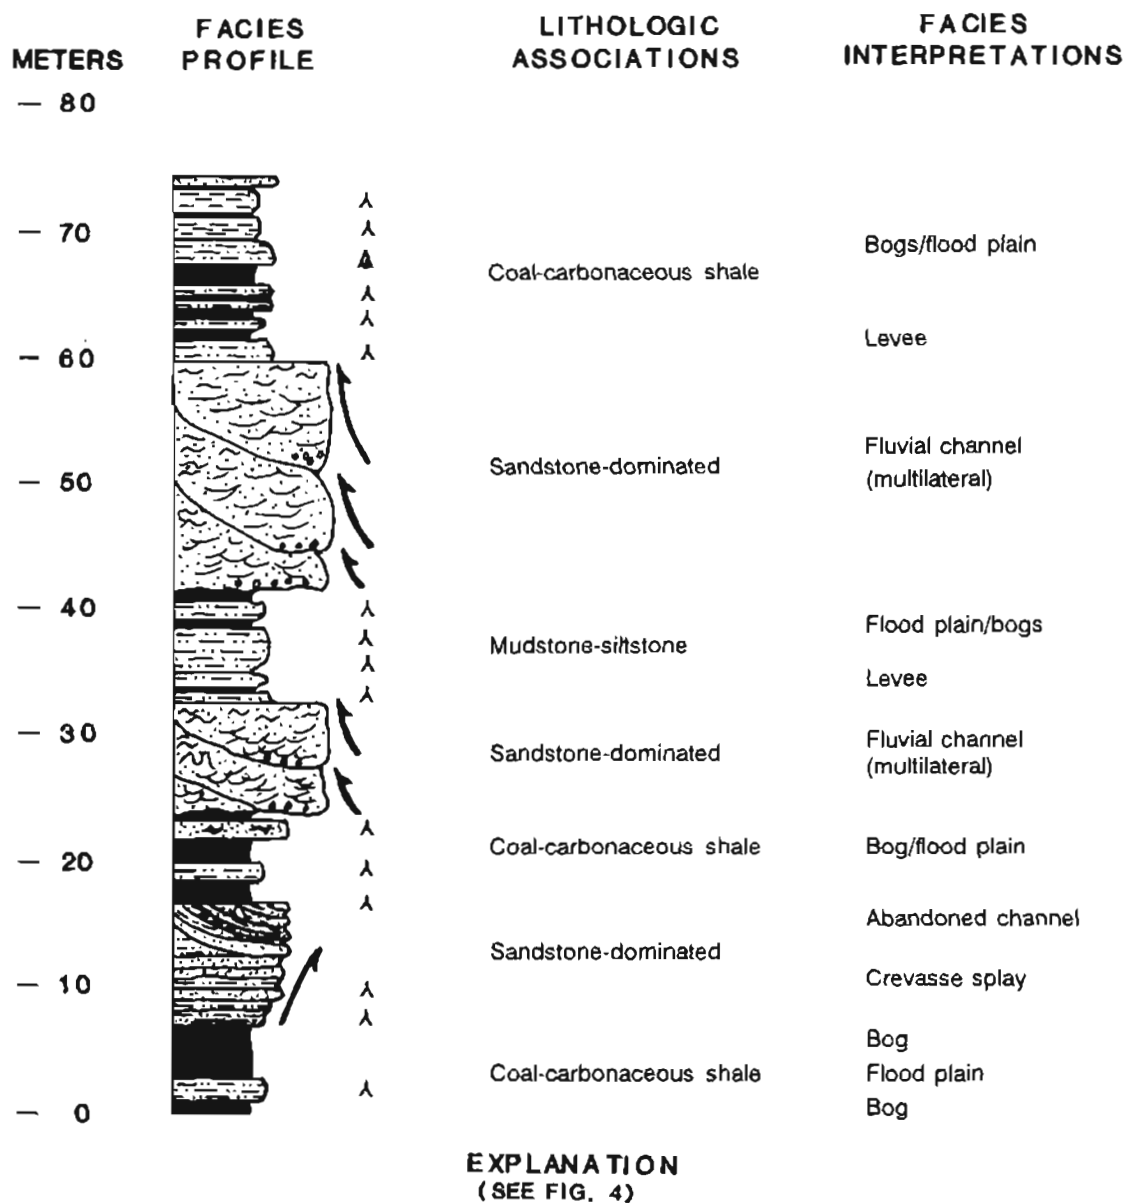 FACIES PROFILE
LITHOLOGIC ASSOCIATIONS
FACIES INTERPRETATIONS
METERS
80
70
Bogs/flood plain
Coal-carbonaceous shale
Levee
60
Fluvial channel
(multilateral)
Sandstone-dominated
50
40
Flood plain/bogs
Mudstone-siltstone
Levee
30
Fluvial channel
(multilateral)
Sandstone-dominated
20
Coal-carbonaceous shale
Bog/flood plain
Abandoned channel
Sandstone-dominated
10
Crevasse splay
Bog
Coal-carbonaceous shale
Flood plain
Bog
0
EXPLANATION
(SEE FIG. 4)